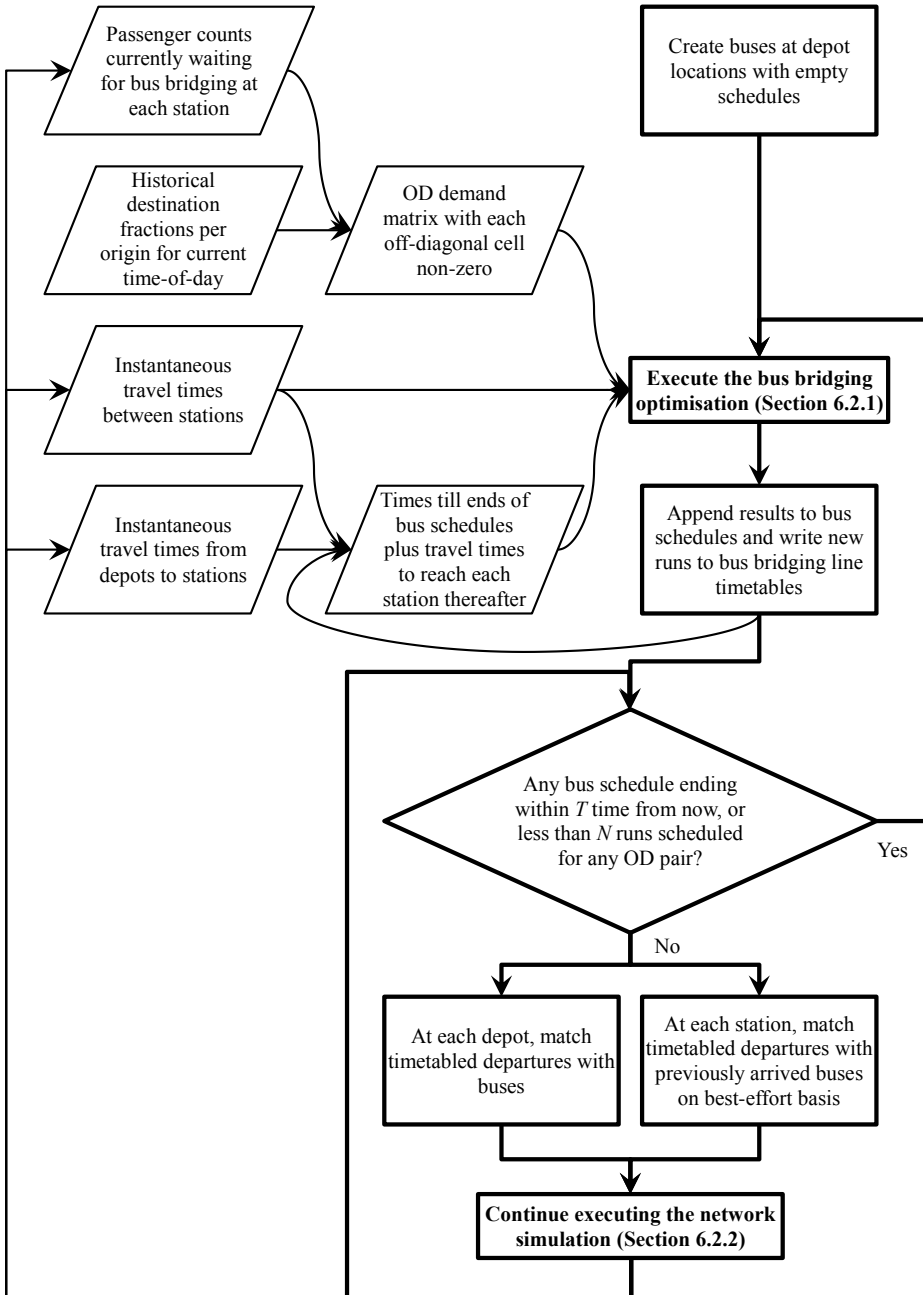 Passenger counts
currently waiting
for bus bridging at
each station
Create buses at depot
locations with empty
schedules
Historical
destination
fractions per
origin for current
time-of-day
OD demand
matrix with each
off-diagonal cell
non-zero
Instantaneous
travel times
between stations
Execute the bus bridging
optimisation (Section 6.2.1)
Instantaneous
travel times from
depots to stations
Times till ends of
bus schedules
plus travel times
to reach each
station thereafter
Append results to bus
schedules and write new
runs to bus bridging line
timetables
Any bus schedule ending
within T time from now, or
less than N runs scheduled
for any OD pair?
Yes
No
At each depot, match
timetabled departures with
buses
At each station, match
timetabled departures with
previously arrived buses
on best-effort basis
Continue executing the network
simulation (Section 6.2.2)